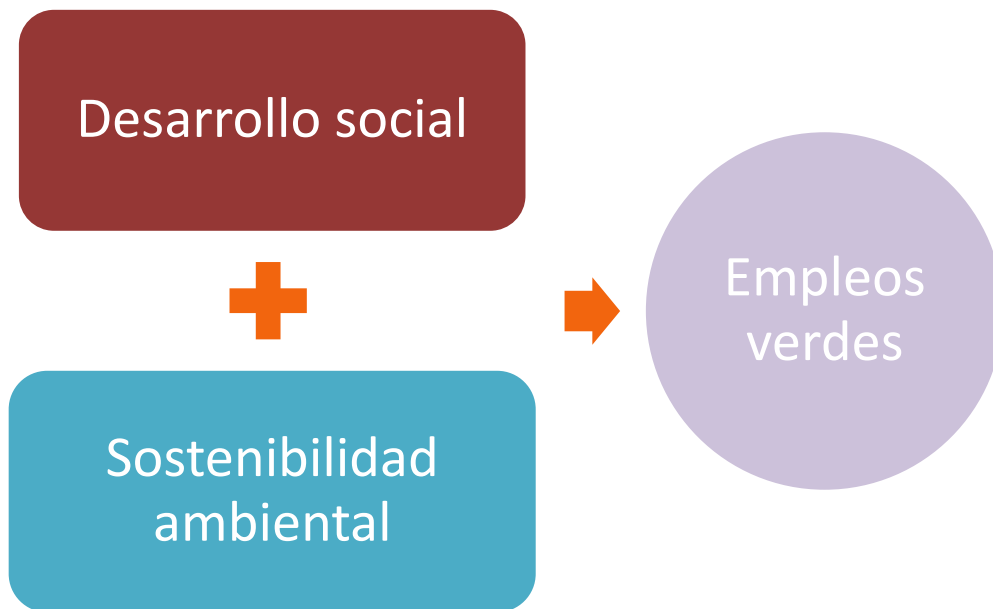 Desarrollo social
Sostenibilidad
ambiental
Empleos
verdes